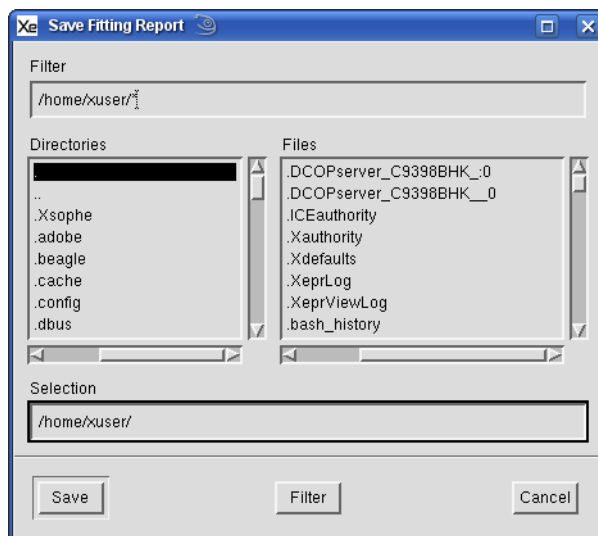 Xe Save Fitting Report
Filter
/home/xuser/*
Directories
.
..
.Xsophe
.adobe
.beagle
.cache
.config
.dbus
Files
.DCOPserver_C9398BHK_:0
.DCOPserver_C9398BHK__0
.ICEauthority
.Xauthority
.Xdefaults
.XeprLog
.XeprViewLog
.bash_history
Selection
/home/xuser/
Save Filter Cancel